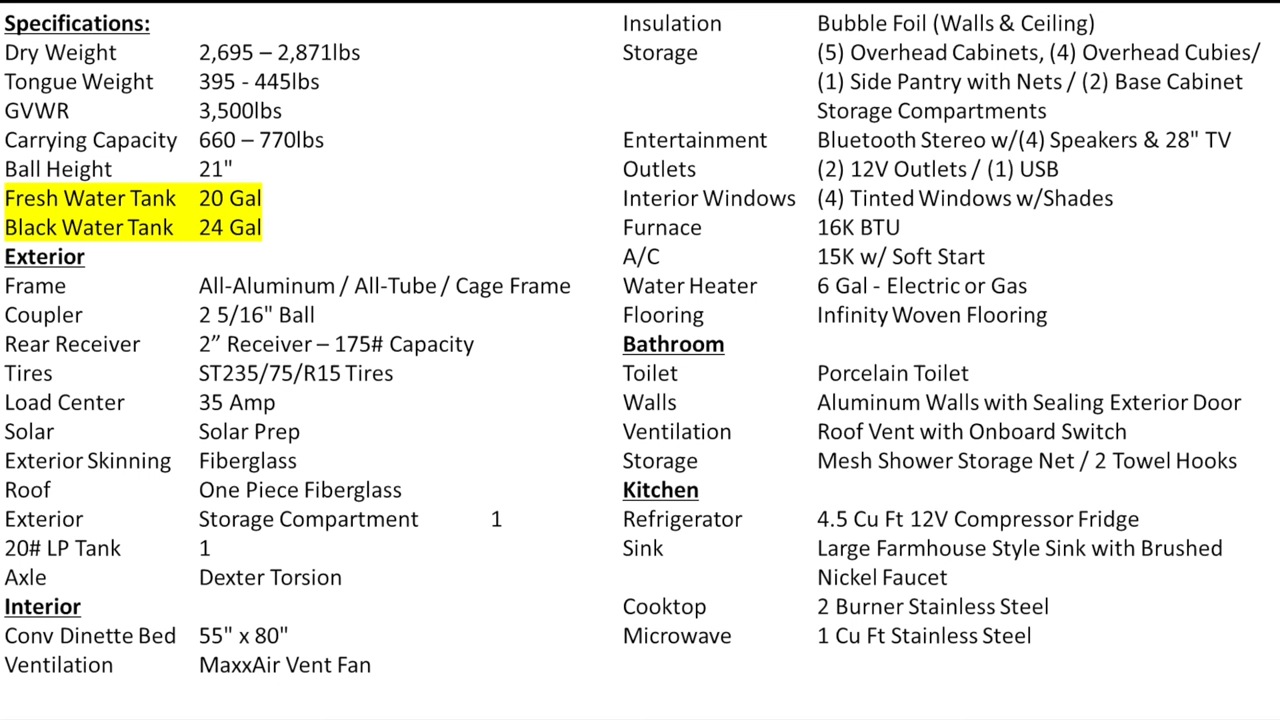 Specifications:
Dry Weight 2,695 – 2,871lbs
Tongue Weight 395 - 445lbs
GVWR 3,500lbs
Carrying Capacity 660 – 770lbs
Ball Height 21"
Fresh Water Tank 20 Gal
Black Water Tank 24 Gal
Exterior
Frame All-Aluminum / All-Tube / Cage Frame
Coupler 2 5/16" Ball
Rear Receiver 2” Receiver – 175# Capacity
Tires ST235/75/R15 Tires
Load Center 35 Amp
Solar Solar Prep
Exterior Skinning Fiberglass
Roof One Piece Fiberglass
Exterior Storage Compartment 1
20# LP Tank 1
Axle Dexter Torsion
Interior
Conv Dinette Bed 55" x 80"
Ventilation MaxxAir Vent Fan
Insulation Bubble Foil (Walls & Ceiling)
Storage (5) Overhead Cabinets, (4) Overhead Cubies/
(1) Side Pantry with Nets / (2) Base Cabinet
Storage Compartments
Entertainment Bluetooth Stereo w/(4) Speakers & 28" TV
Outlets (2) 12V Outlets / (1) USB
Interior Windows (4) Tinted Windows w/Shades
Furnace 16K BTU
A/C 15K w/ Soft Start
Water Heater 6 Gal - Electric or Gas
Flooring Infinity Woven Flooring
Bathroom
Toilet Porcelain Toilet
Walls Aluminum Walls with Sealing Exterior Door
Ventilation Roof Vent with Onboard Switch
Storage Mesh Shower Storage Net / 2 Towel Hooks
Kitchen
Refrigerator 4.5 Cu Ft 12V Compressor Fridge
Sink Large Farmhouse Style Sink with Brushed
Nickel Faucet
Cooktop 2 Burner Stainless Steel
Microwave 1 Cu Ft Stainless Steel